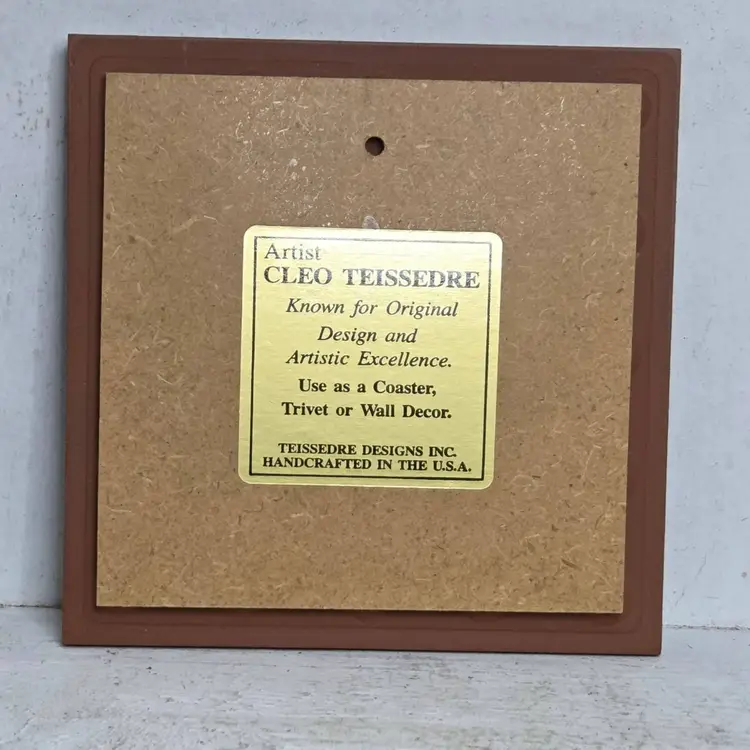 Artist
CLEO TEISSEDRE
Known for Original
Design and
Artistic Excellence.
Use as a Coaster,
Trivet or Wall Decor.
TEISSEDRE DESIGNS INC.
HANDCRAFTED IN THE U.S.A.